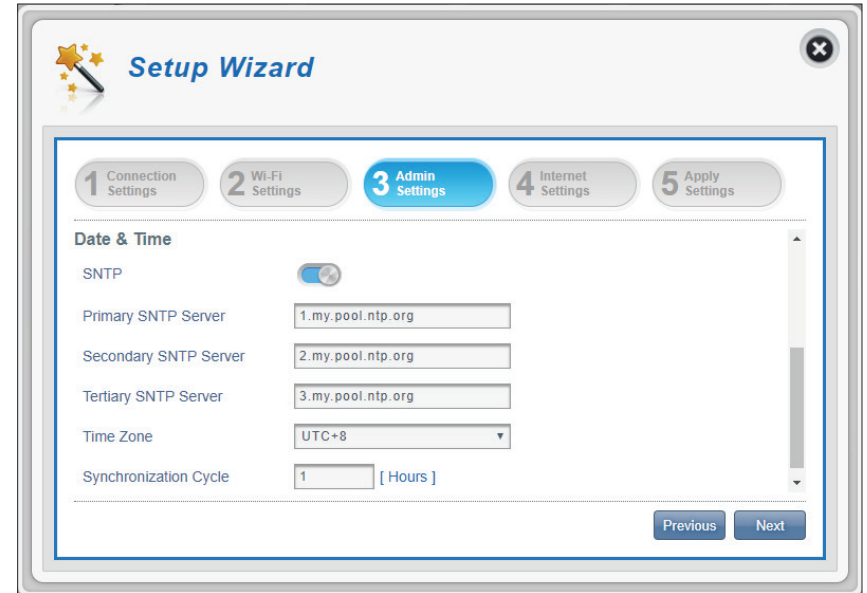 Setup Wizard
1 Connection Settings
2 Wi-Fi Settings
3 Admin Settings
4 Internet Settings
5 Apply Settings
Date & Time
SNTP
Primary SNTP Server 1.my.pool.ntp.org
Secondary SNTP Server 2.my.pool.ntp.org
Tertiary SNTP Server 3.my.pool.ntp.org
Time Zone UTC+8
Synchronization Cycle 1 [ Hours ]
Previous Next